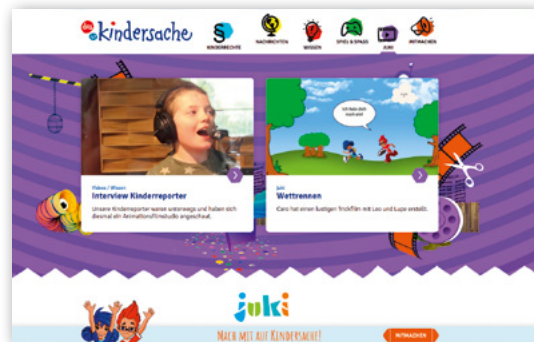 kindersache
KINDERRECHTE
NACHRICHTEN
WISSEN
SPIEL & SPASS
JUKI
MITMACHEN
Ich hole dich
noch ein!
Videos / Wissen
Interview Kinderreporter
Unsere Kinderreporter waren unterwegs und haben sich
diesmal ein Animationsfilmstudio angeschaut.
juki
Wettrennen
Caro hat einen lustigen Trickfilm mit Leo und Lupe erstellt.
juki
MACH MIT AUF KINDERSACHE!
MITMACHEN